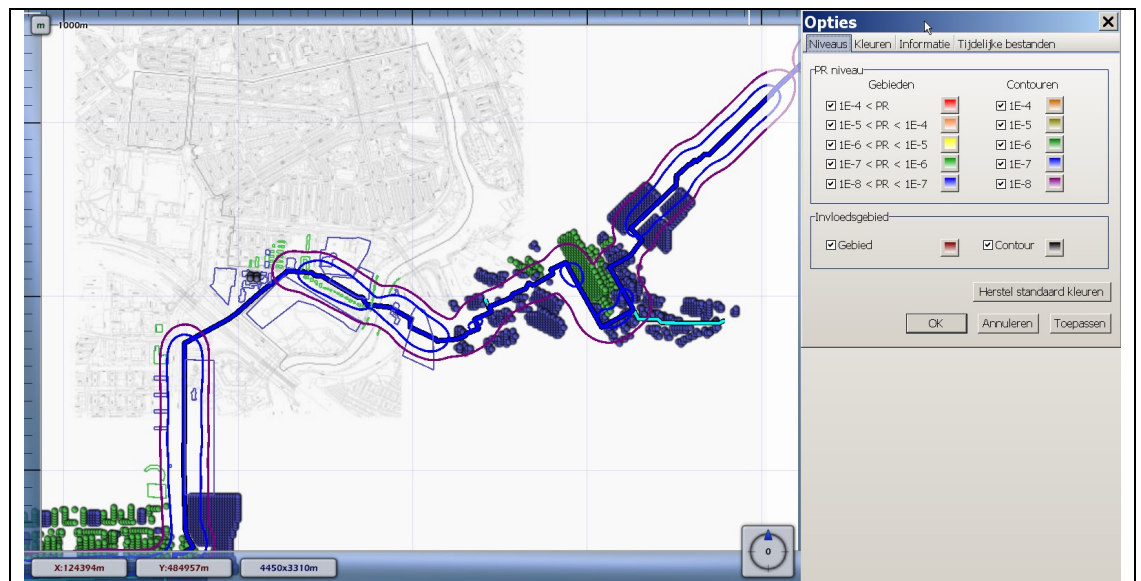 m 1000m
Opties
Niveaus Kleuren Informatie Tijdelijke bestanden
PR niveau
Gebieden Contouren
1E-4 < PR 1E-4
1E-5 < PR < 1E-4 1E-5
1E-6 < PR < 1E-5 1E-6
1E-7 < PR < 1E-6 1E-7
1E-8 < PR < 1E-7 1E-8
Invloedsgebied
Gebied Contour
Herstel standaard kleuren
OK Annuleren Toepassen
0
X:124394m Y:484957m 4450x3310m